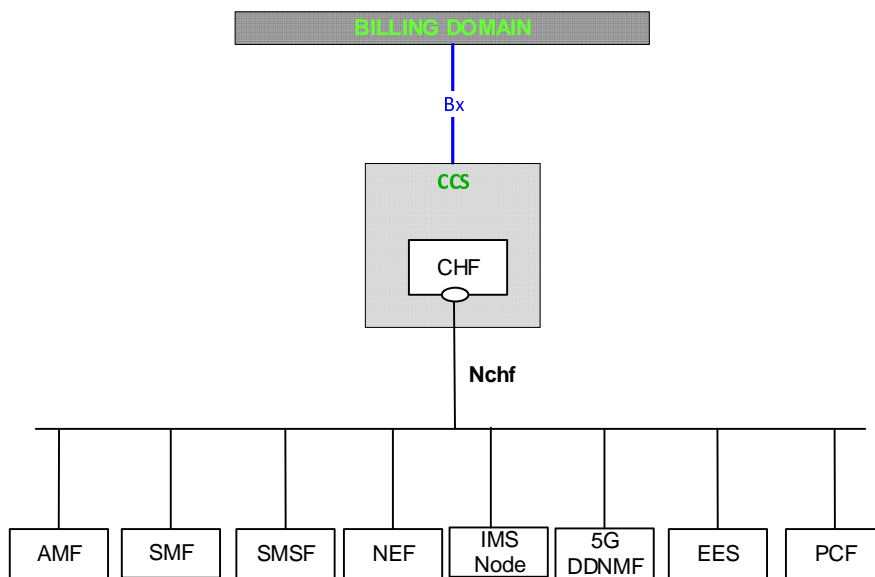 BILLING DOMAIN
Bx
CCS
CHF
Nchf
AMF
SMF
SMSF
NEF
IMS
Node
5G
DDNMF
EES
PCF